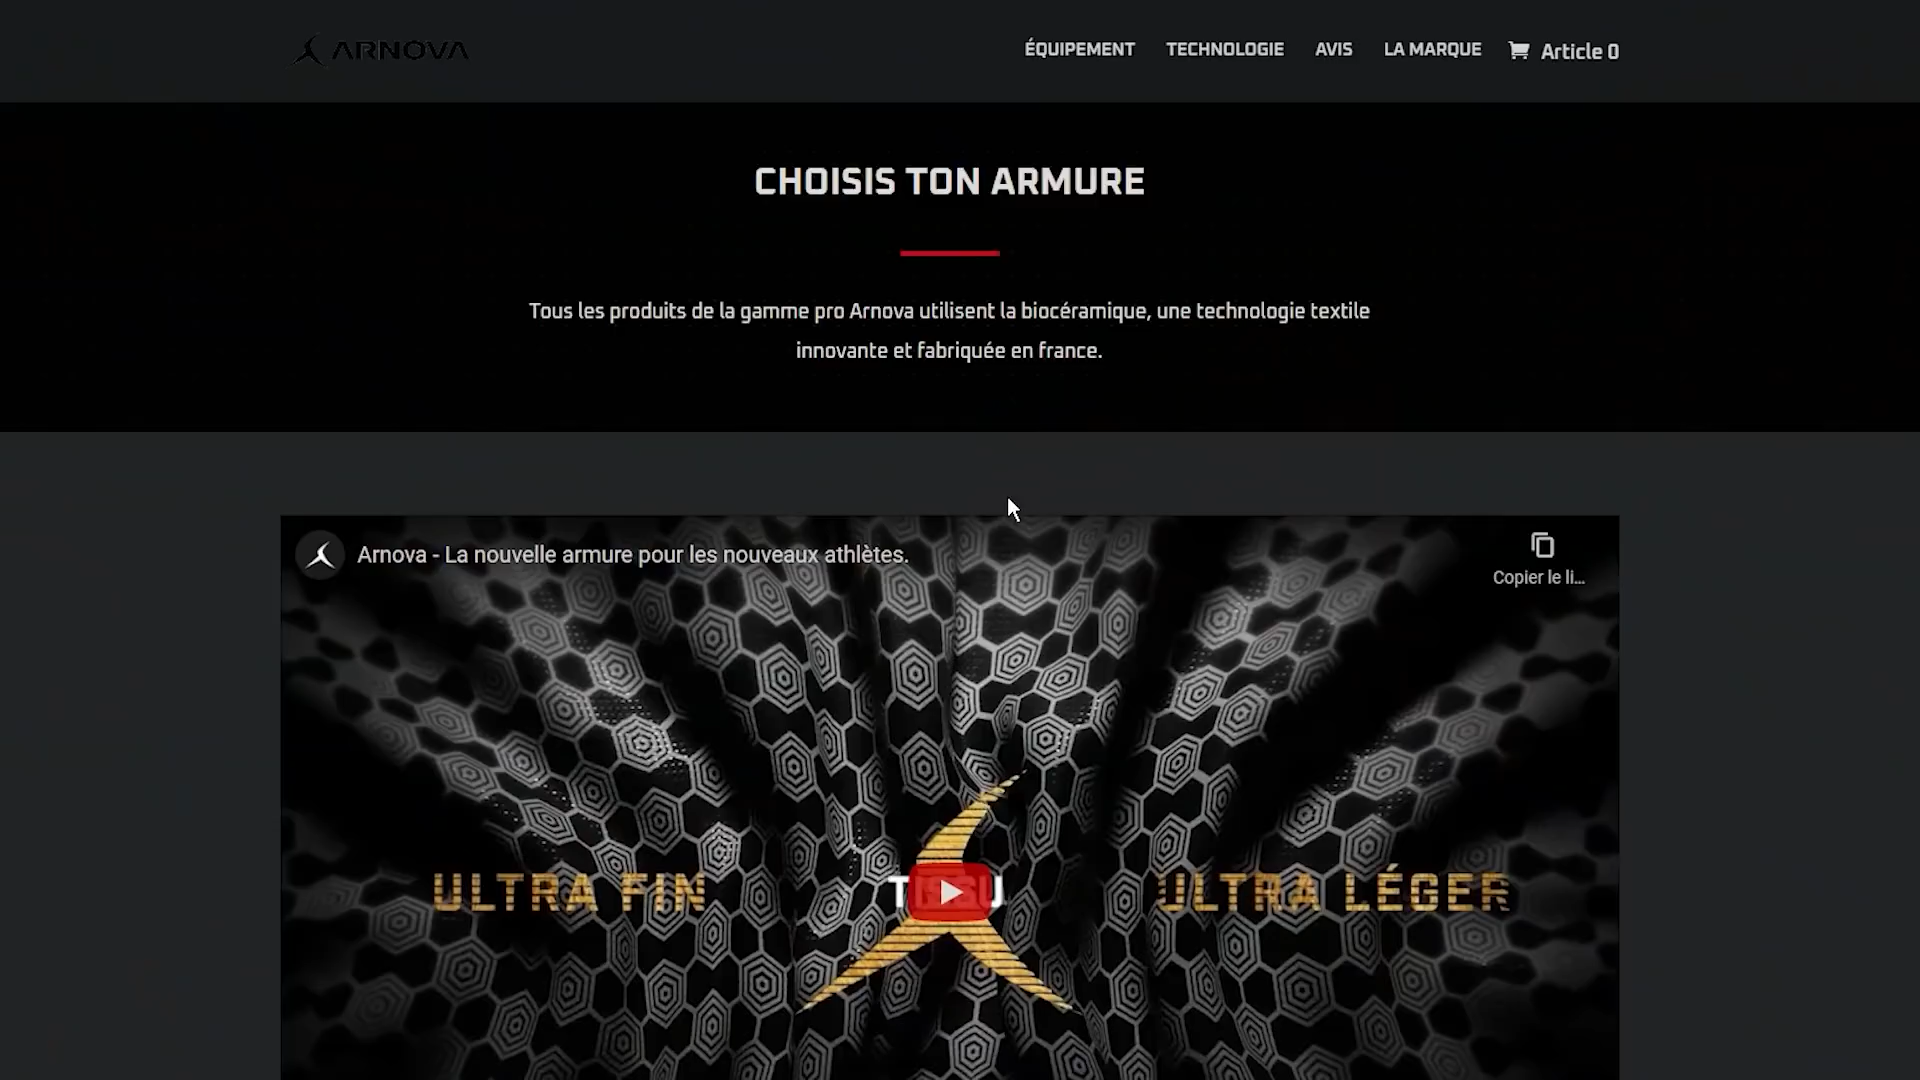 ARNOVA
ÉQUIPEMENT
TECHNOLOGIE
AVIS
LA MARQUE
Article 0
CHOISIS TON ARMURE
Tous les produits de la gamme pro Arnova utilisent la biocéramique, une technologie textile
innovante et fabriquée en france.
Arnova - La nouvelle armure pour les nouveaux athlètes.
Copier le li...
ULTRA FIN
TISSU
ULTRA LÉGER